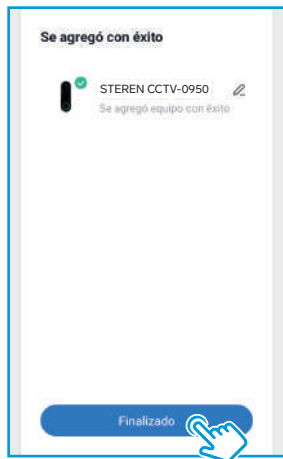 Se agregó con éxito
STEREN CCTV-0950
Se agregó equipo con éxito
Finalizado